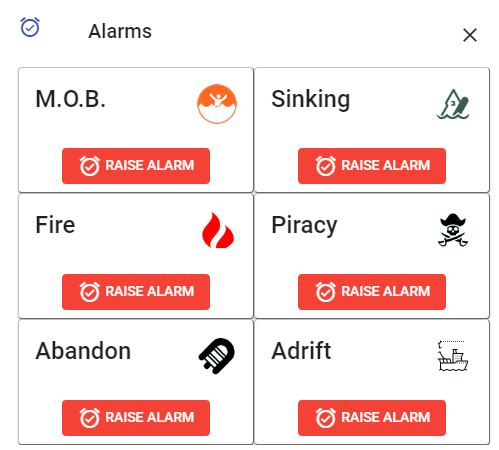 Alarms
M.O.B.
Sinking
RAISE ALARM
RAISE ALARM
Fire
Piracy
RAISE ALARM
RAISE ALARM
Abandon
Adrift
RAISE ALARM
RAISE ALARM